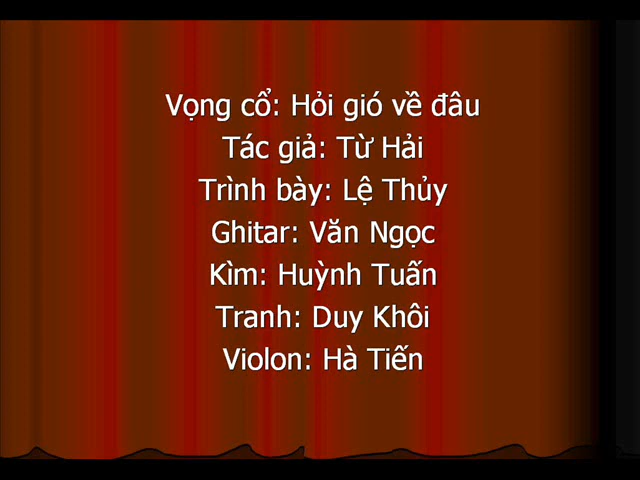 Vọng cổ: Hỏi gió về đâu
Tác giả: Từ Hải
Trình bày: Lệ Thủy
Ghitar: Văn Ngọc
Kìm: Huỳnh Tuấn
Tranh: Duy Khôi
Violon: Hà Tiến